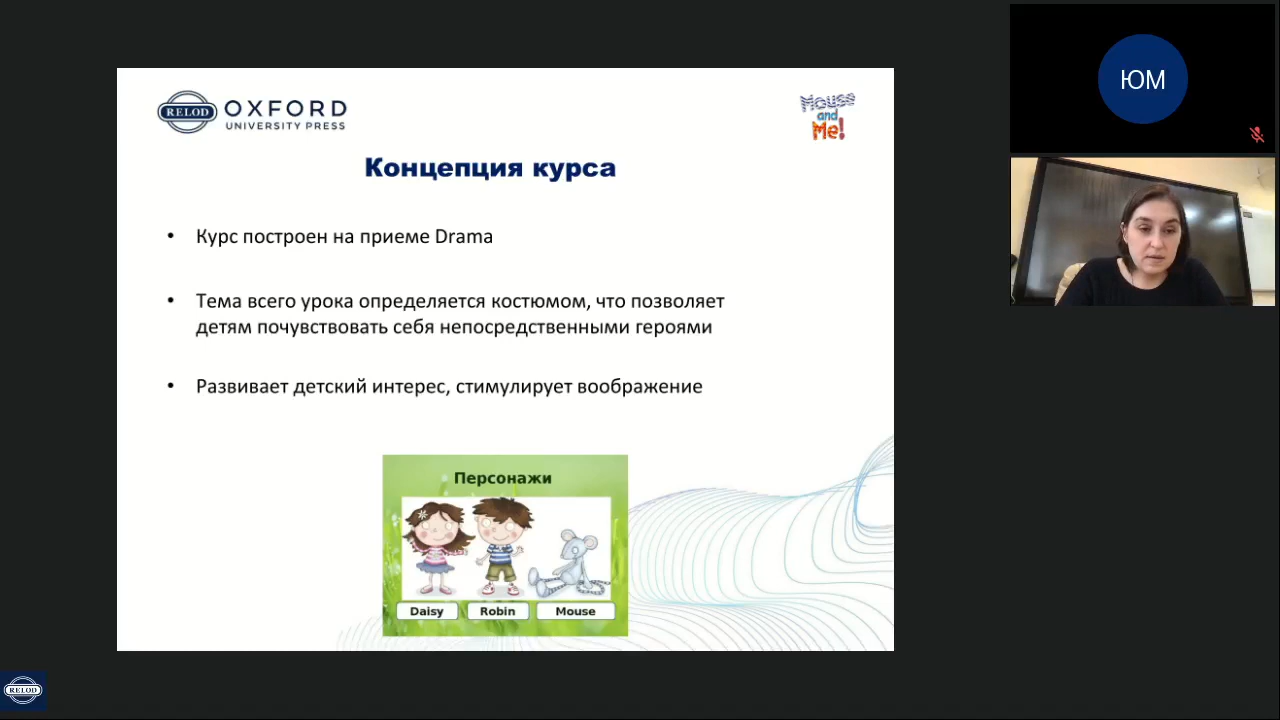 RELOD
OXFORD
UNIVERSITY PRESS
Mouse
and
Me!
Концепция курса
• Курс построен на приеме Drama
• Тема всего урока определяется костюмом, что позволяет
детям почувствовать себя непосредственными героями
• Развивает детский интерес, стимулирует воображение
Персонажи
Daisy
Robin
Mouse
ЮМ
RELOD